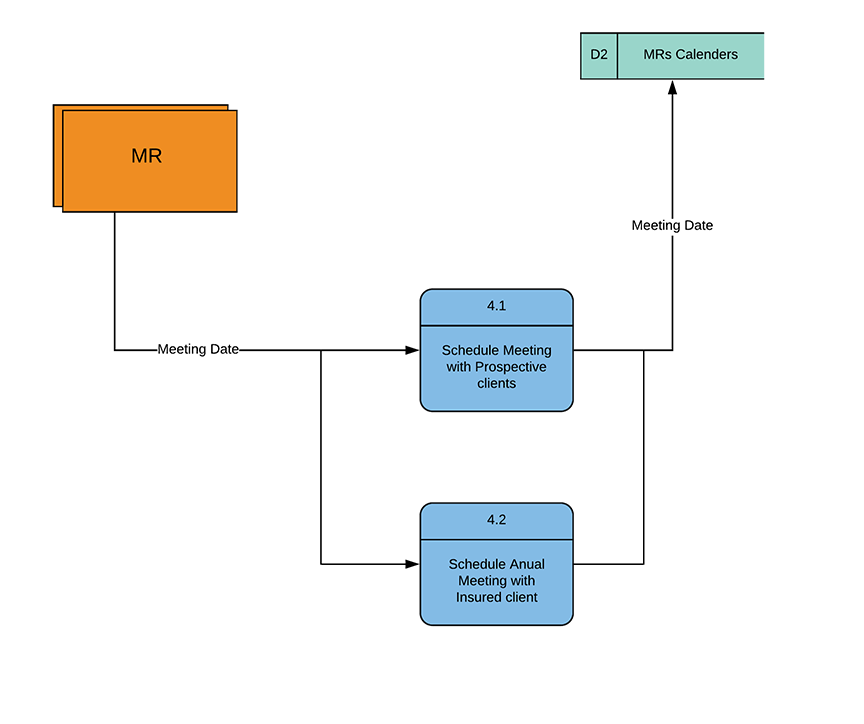 D2
MRs Calenders
MR
Meeting Date
4.1
Meeting Date
Schedule Meeting
with Prospective
clients
4.2
Schedule Anual
Meeting with
Insured client